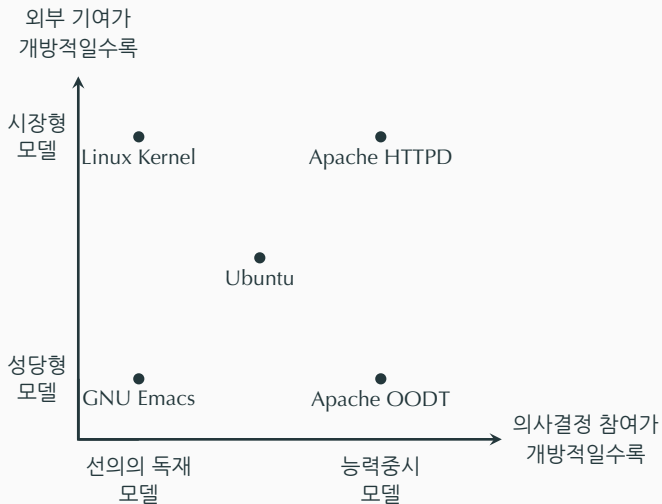 외부 기여가
개방적일수록
시장형
모델
Linux Kernel
Apache HTTPD
Ubuntu
성당형
모델
GNU Emacs
Apache OODT
의사결정 참여가
개방적일수록
선의의 독재
모델
능력중시
모델